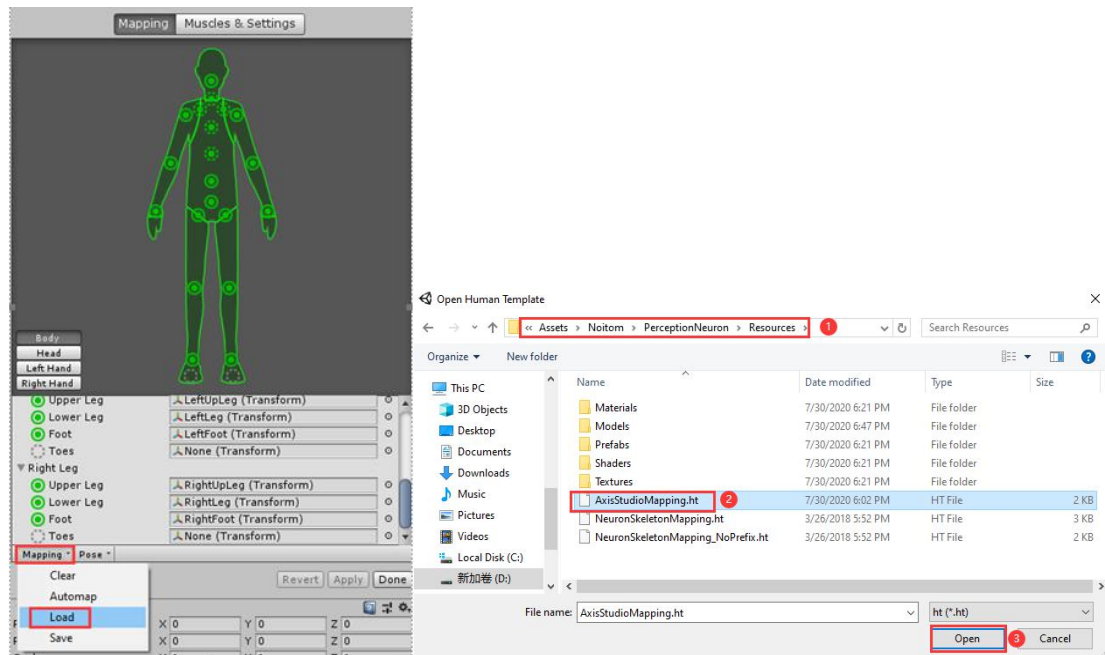 Mapping Muscles & Settings
Body
Head
Left Hand
Right Hand
Upper Leg LeftUpLeg (Transform)
Lower Leg LeftLeg (Transform)
Foot LeftFoot (Transform)
Toes None (Transform)
Right Leg
Upper Leg RightUpLeg (Transform)
Lower Leg RightLeg (Transform)
Foot RightFoot (Transform)
Toes None (Transform)
Mapping Pose
Clear
Automap
Load
Save
Revert Apply Done
X 0 Y 0 Z 0
X 0 Y 0 Z 0
Open Human Template
« Assets > Noitom > PerceptionNeuron > Resources > 1 Search Resources
Organize New folder
This PC
3D Objects
Desktop
Documents
Downloads
Music
Pictures
Videos
Local Disk (C:)
新加卷 (D:)
Name Date modified Type Size
Materials 7/30/2020 6:21 PM File folder
Models 7/30/2020 6:47 PM File folder
Prefabs 7/30/2020 6:21 PM File folder
Shaders 7/30/2020 6:21 PM File folder
Textures 7/30/2020 6:21 PM File folder
AxisStudioMapping.ht 2 7/30/2020 6:02 PM HT File 2 KB
NeuronSkeletonMapping.ht 3/26/2018 5:52 PM HT File 3 KB
NeuronSkeletonMapping_NoPrefix.ht 3/26/2018 5:52 PM HT File 2 KB
File name: AxisStudioMapping.ht ht (*.ht)
Open 3 Cancel